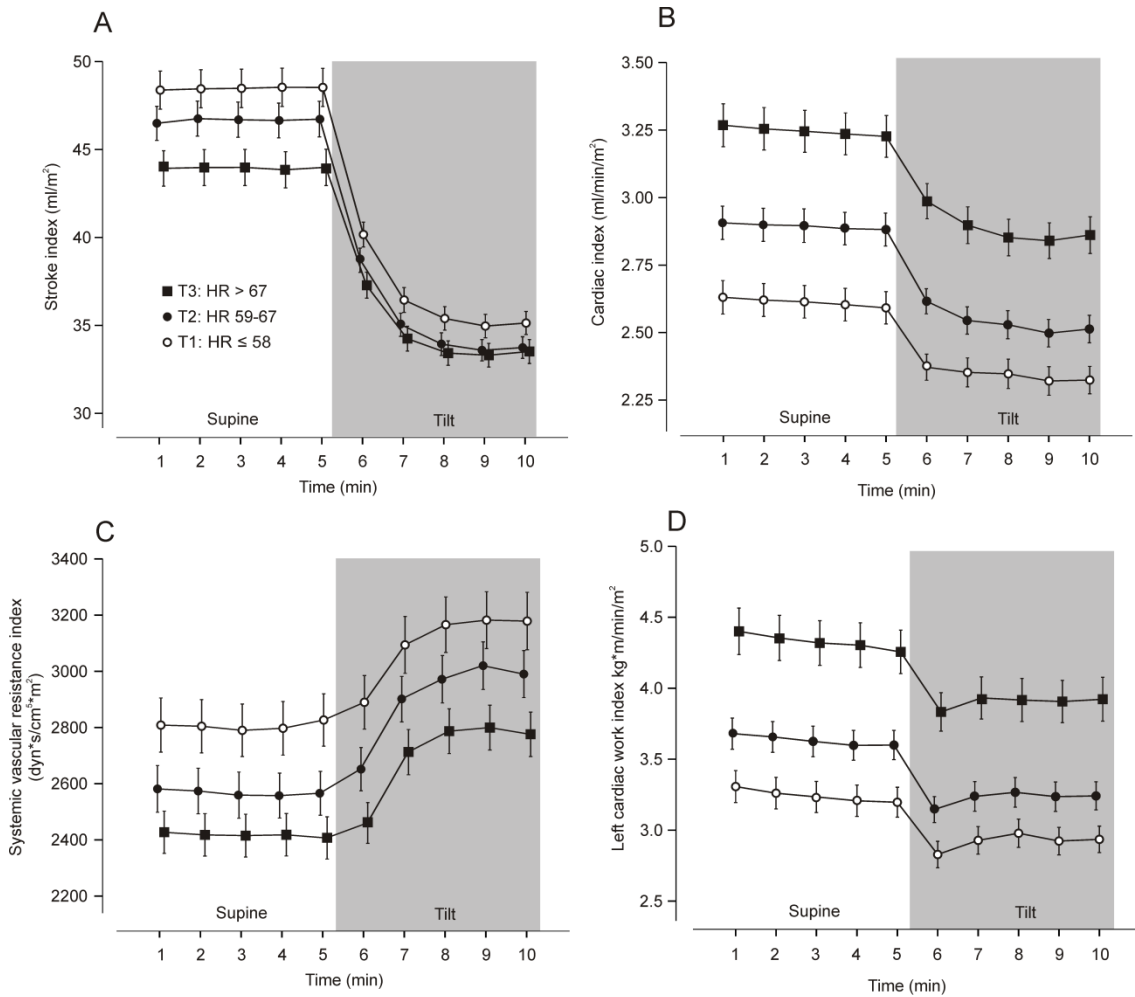 A
Stroke index (ml/m²)
50
45
40
35
30
T3: HR > 67
T2: HR 59-67
T1: HR ≤ 58
Supine
Tilt
1 2 3 4 5 6 7 8 9 10
Time (min)
B
Cardiac index (ml/min/m²)
3.50
3.25
3.00
2.75
2.50
2.25
Supine
Tilt
1 2 3 4 5 6 7 8 9 10
Time (min)
C
Systemic vascular resistance index
(dyn*s/cm⁵*m²)
3400
3200
3000
2800
2600
2400
2200
Supine
Tilt
1 2 3 4 5 6 7 8 9 10
Time (min)
D
Left cardiac work index kg*m/min/m²
5.0
4.5
4.0
3.5
3.0
2.5
Supine
Tilt
1 2 3 4 5 6 7 8 9 10
Time (min)